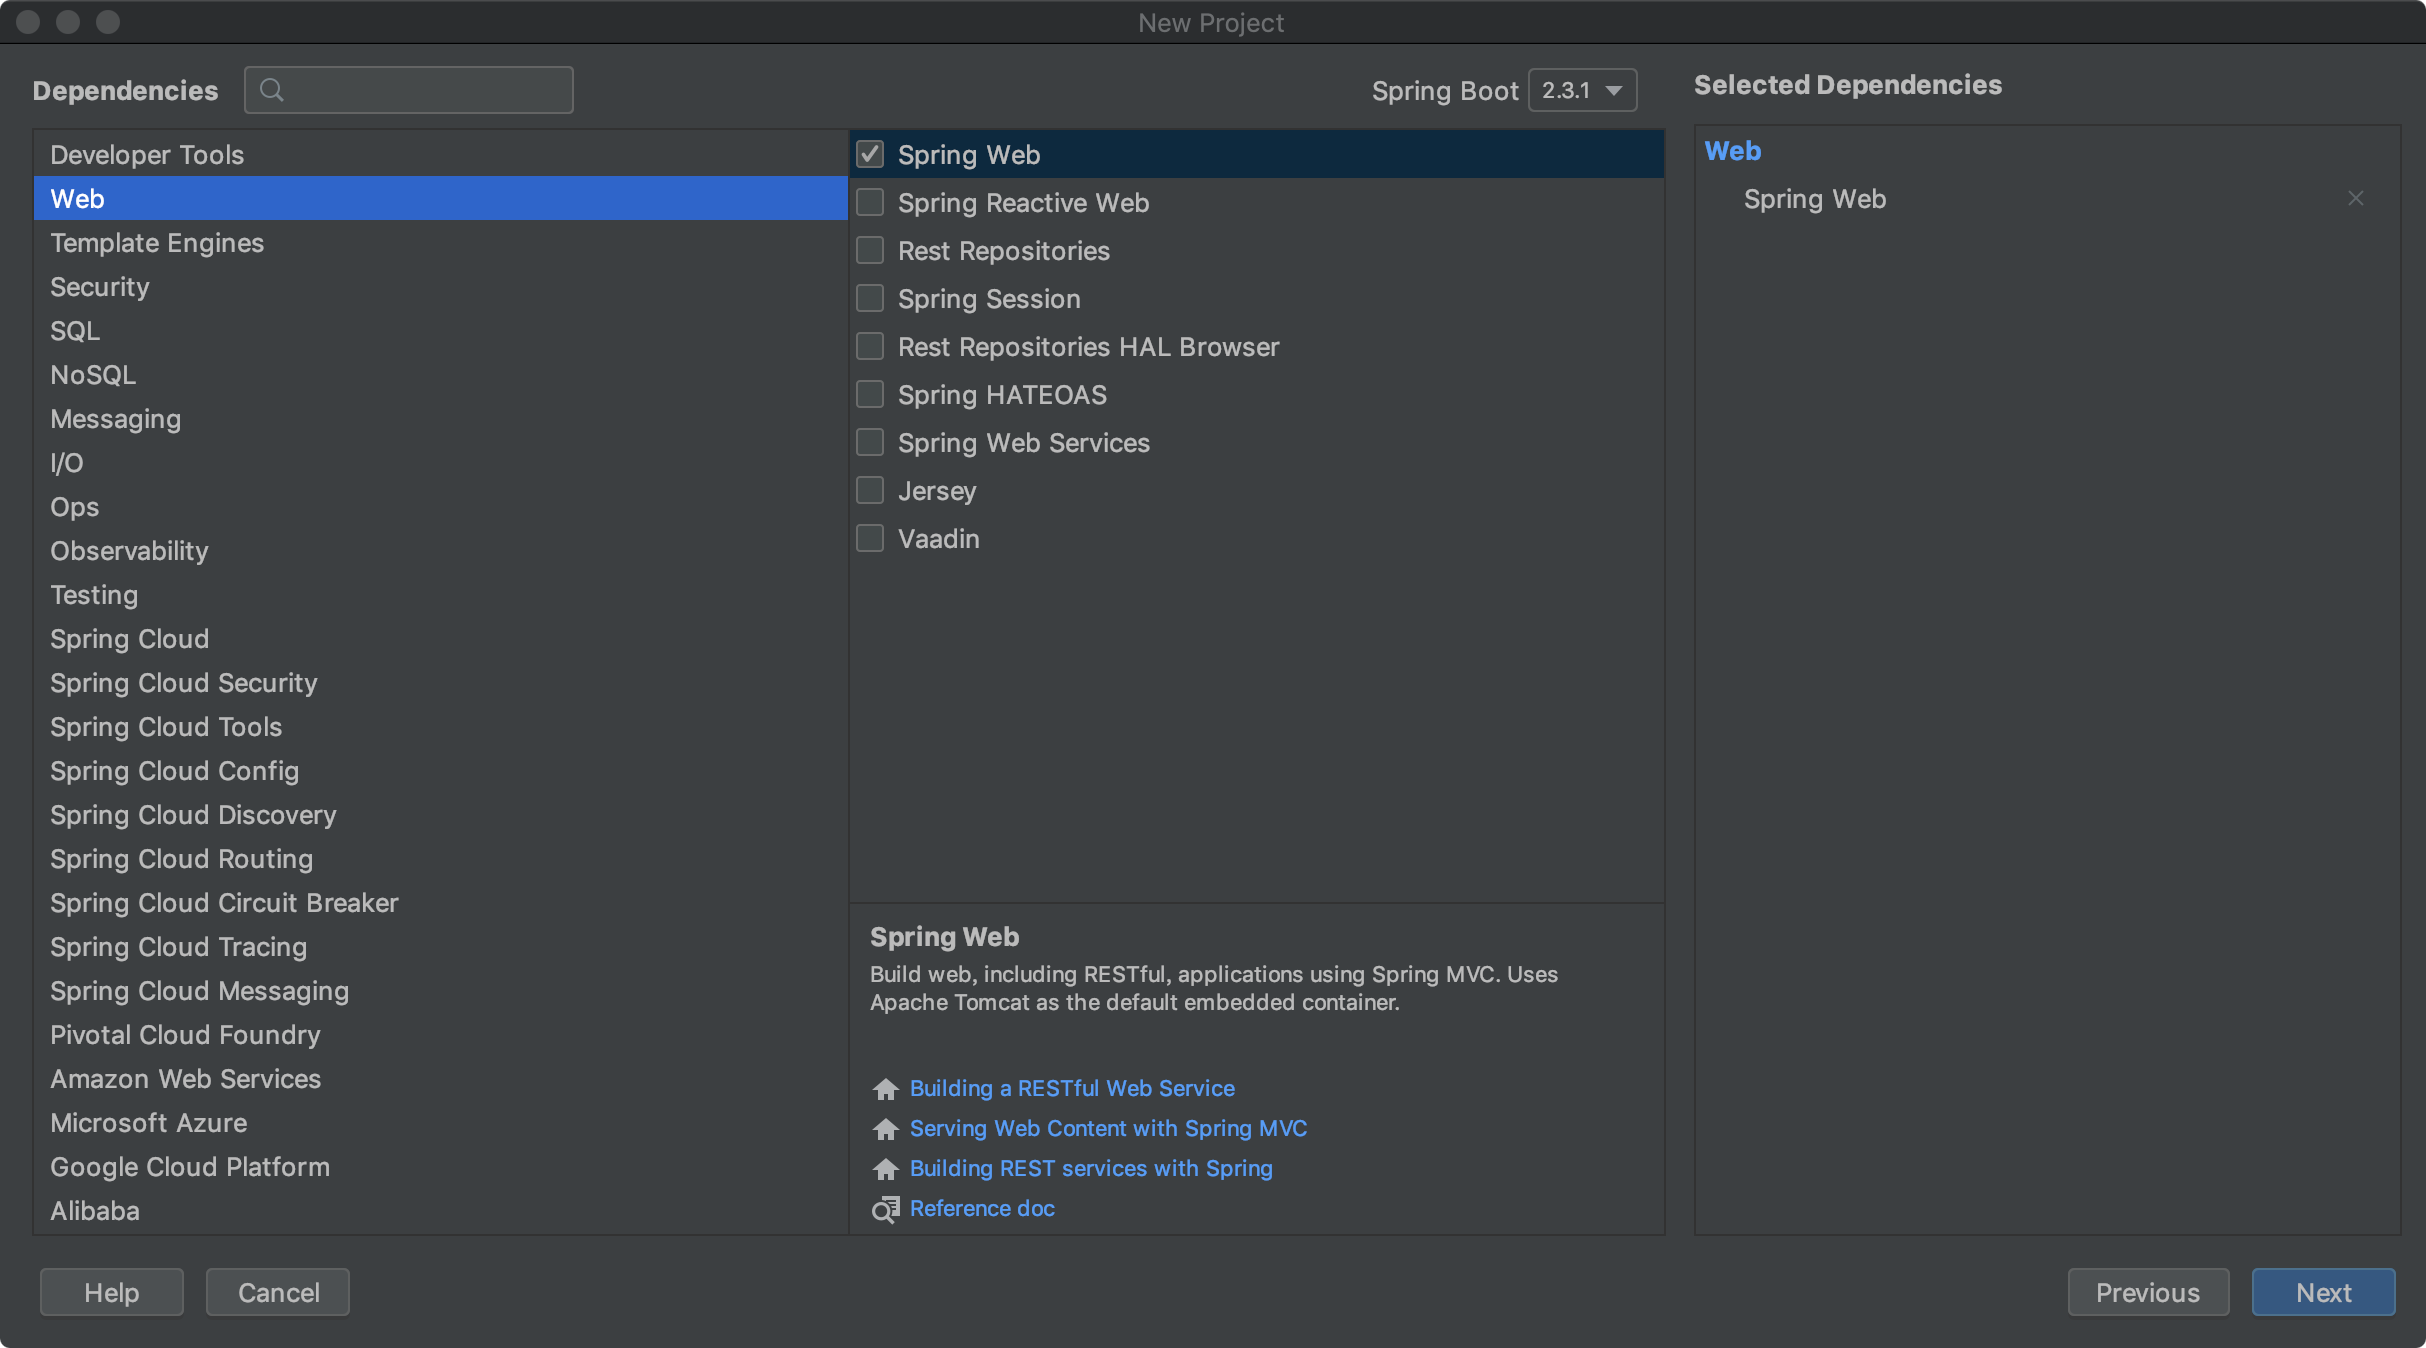 New Project
Dependencies
Spring Boot 2.3.1
Selected Dependencies
Developer Tools
Web
Template Engines
Security
SQL
NoSQL
Messaging
I/O
Ops
Observability
Testing
Spring Cloud
Spring Cloud Security
Spring Cloud Tools
Spring Cloud Config
Spring Cloud Discovery
Spring Cloud Routing
Spring Cloud Circuit Breaker
Spring Cloud Tracing
Spring Cloud Messaging
Pivotal Cloud Foundry
Amazon Web Services
Microsoft Azure
Google Cloud Platform
Alibaba
Spring Web
Spring Reactive Web
Rest Repositories
Spring Session
Rest Repositories HAL Browser
Spring HATEOAS
Spring Web Services
Jersey
Vaadin
Spring Web
Build web, including RESTful, applications using Spring MVC. Uses
Apache Tomcat as the default embedded container.
Building a RESTful Web Service
Serving Web Content with Spring MVC
Building REST services with Spring
Reference doc
Web
Spring Web
Help
Cancel
Previous
Next